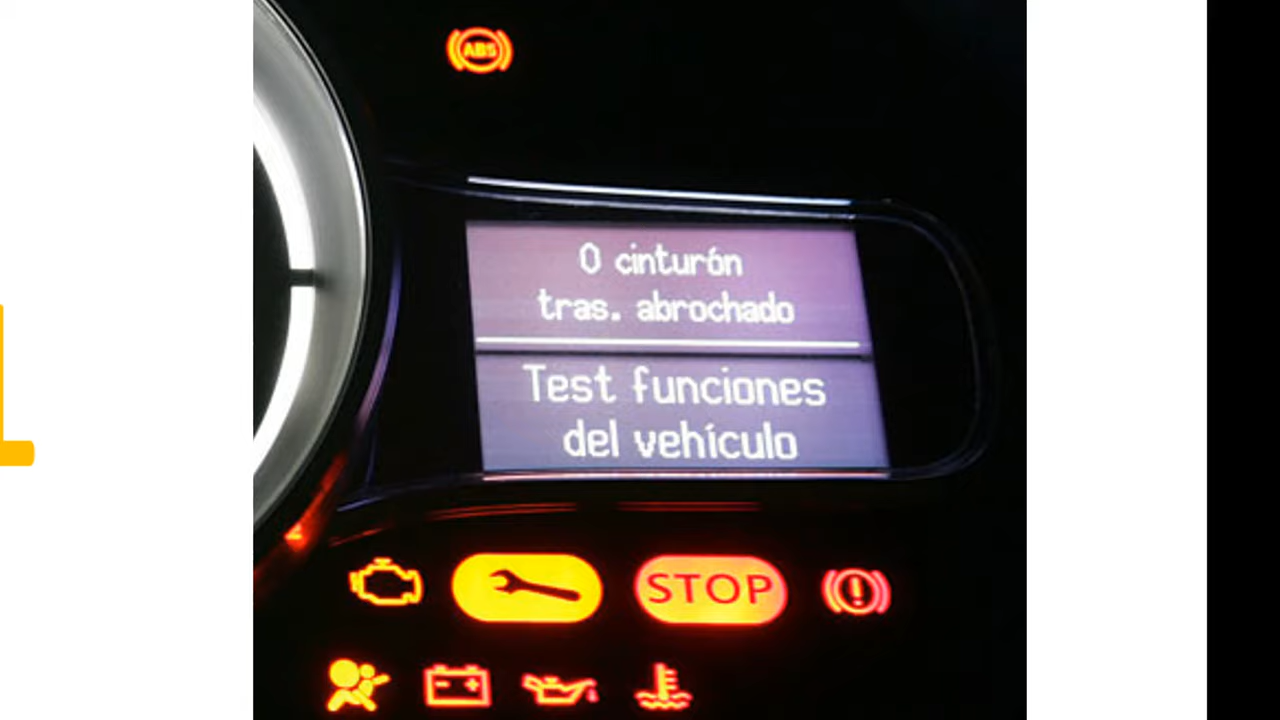 ABS
0 cinturón
tras. abrochado
Test funciones
del vehículo
STOP